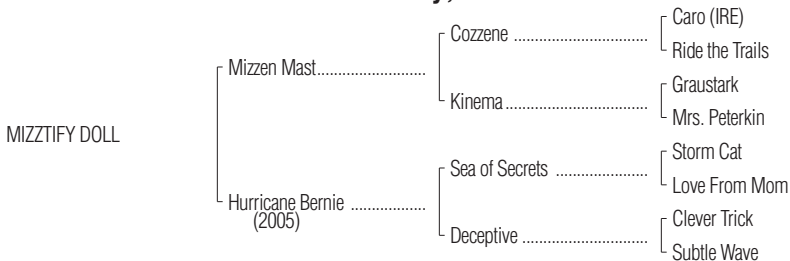 Caro (IRE)
Cozzene ................................
Ride the Trails
Mizzen Mast..........................
Graustark
Kinema..................................
Mrs. Peterkin
MIZZTIFY DOLL
Storm Cat
Sea of Secrets ......................
Love From Mom
Hurricane Bernie ..................
(2005)
Clever Trick
Deceptive ..............................
Subtle Wave